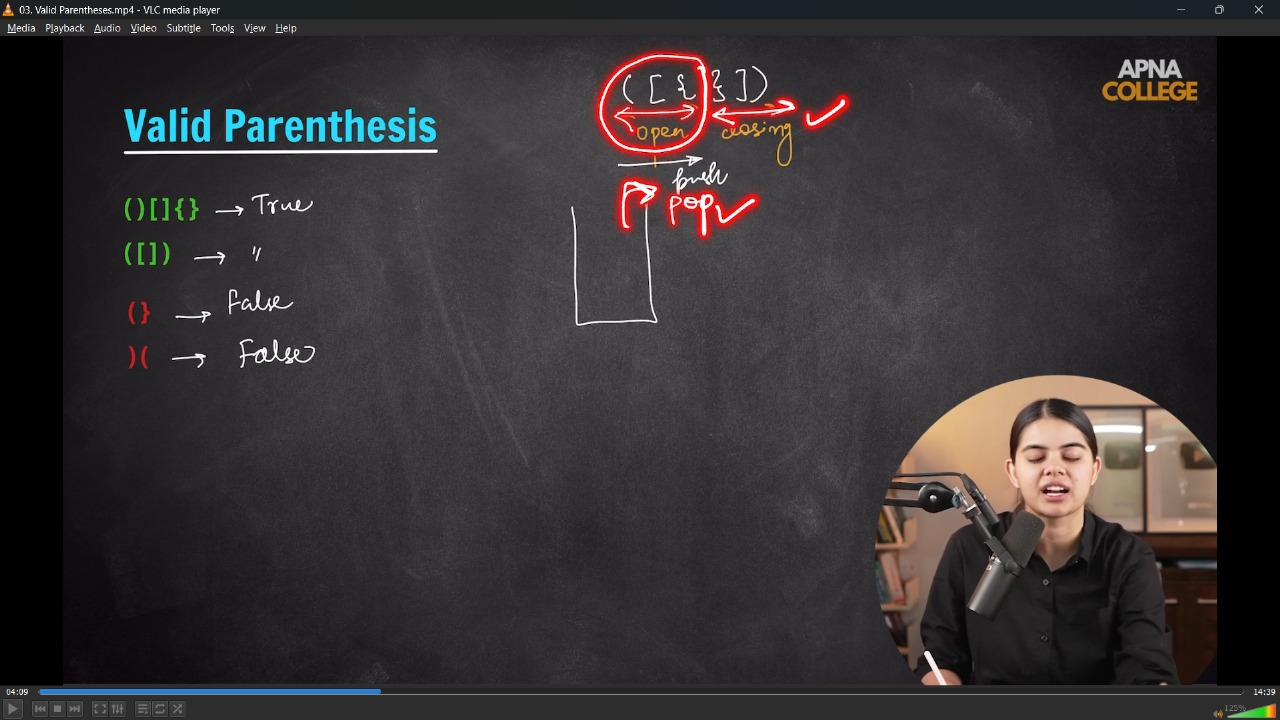 03. Valid Parentheses.mp4 - VLC media player
Media Playback Audio Video Subtitle Tools View Help
APNA
COLLEGE
([{}])
open closing
push
pop
Valid Parenthesis
()[]{} → True
([]) → "
(} → False
)( → False
04:09
14:39
125%